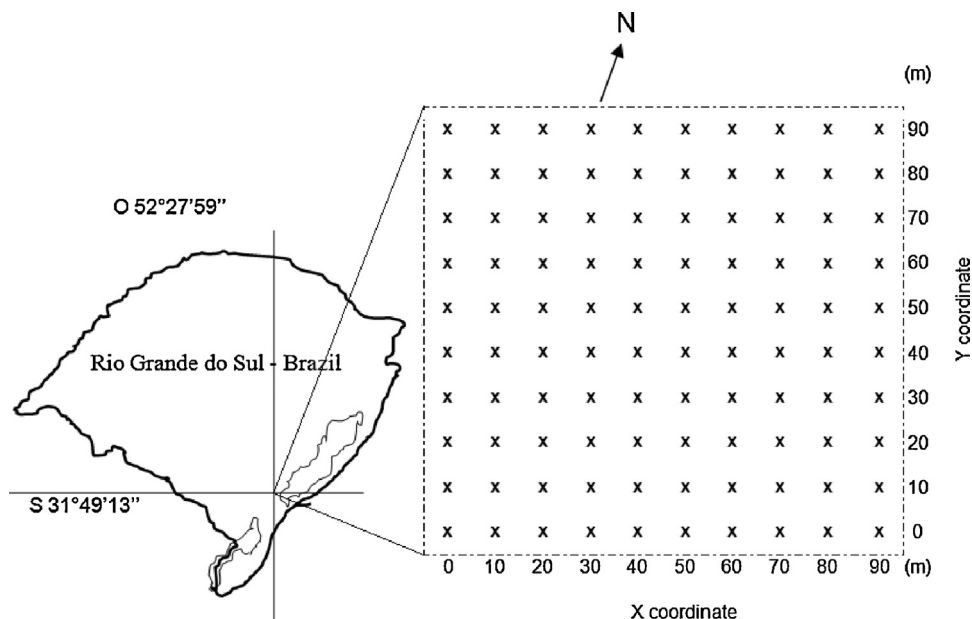 N
(m)
x x x x x x x x x x 90
x x x x x x x x x x 80
O 52°27'59"
x x x x x x x x x x 70
x x x x x x x x x x 60
x x x x x x x x x x 50
Rio Grande do Sul - Brazil
x x x x x x x x x x 40
x x x x x x x x x x 30
x x x x x x x x x x 20
S 31°49'13"
x x x x x x x x x x 10
x x x x x x x x x x 0
0 10 20 30 40 50 60 70 80 90 (m)
X coordinate
Y coordinate